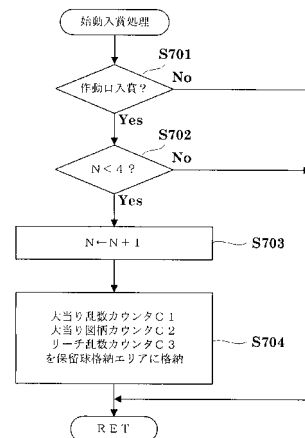 始動入賞処理
S701
作動口入賞?
No
Yes
S702
N<4?
No
Yes
N←N+1
S703
大当り乱数カウンタC1
大当り図柄カウンタC2
リーチ乱数カウンタC3
を保留球格納エリアに格納
S704
RET